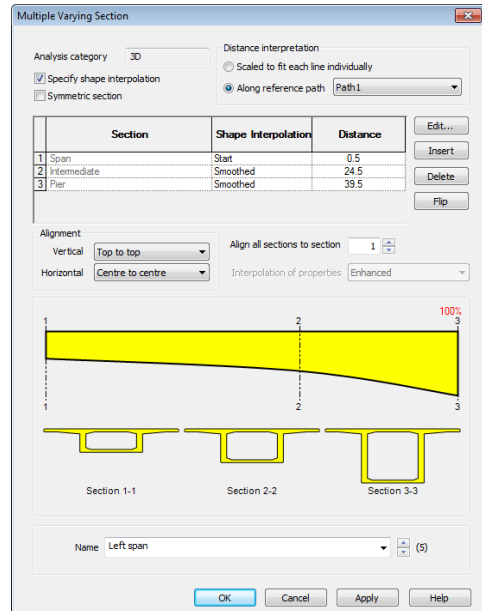 Multiple Varying Section
Analysis category 3D
Distance interpretation
Scaled to fit each line individually
Specify shape interpolation
Along reference path Path1
Symmetric section
Section Shape Interpolation Distance
1 Span Start 0.5
2 Intermediate Smoothed 24.5
3 Pier Smoothed 39.5
Edit...
Insert
Delete
Flip
Alignment
Vertical Top to top
Align all sections to section 1
Horizontal Centre to centre
Interpolation of properties Enhanced
100%
1 2 3
1 2 3
Section 1-1 Section 2-2 Section 3-3
Name Left span (5)
OK Cancel Apply Help